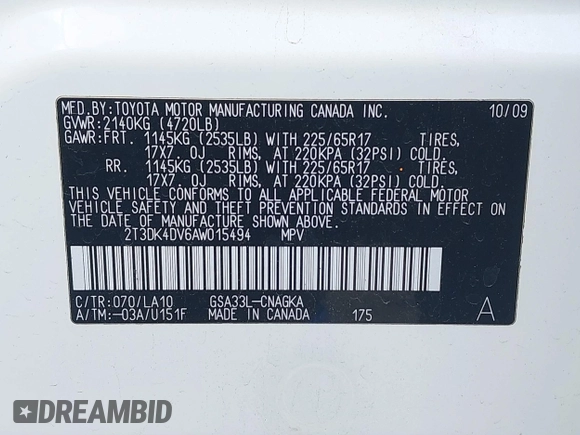 MFD.BY:TOYOTA MOTOR MANUFACTURING CANADA INC. 10/09
GVWR:2140KG (4720LB)
GAWR:FRT. 1145KG (2535LB) WITH 225/65R17 TIRES,
17X7.0J RIMS, AT 220KPA (32PSI) COLD.
RR. 1145KG (2535LB) WITH 225/65R17 TIRES,
17X7.0J RIMS, AT 220KPA (32PSI) COLD.
THIS VEHICLE CONFORMS TO ALL APPLICABLE FEDERAL MOTOR
VEHICLE SAFETY AND THEFT PREVENTION STANDARDS IN EFFECT ON
THE DATE OF MANUFACTURE SHOWN ABOVE.
2T3DK4DV6AW015494 MPV
C/TR:070/LA10 GSA33L-CNAGKA
A/TM:-03A/U151F MADE IN CANADA 175 A
DREAMBID